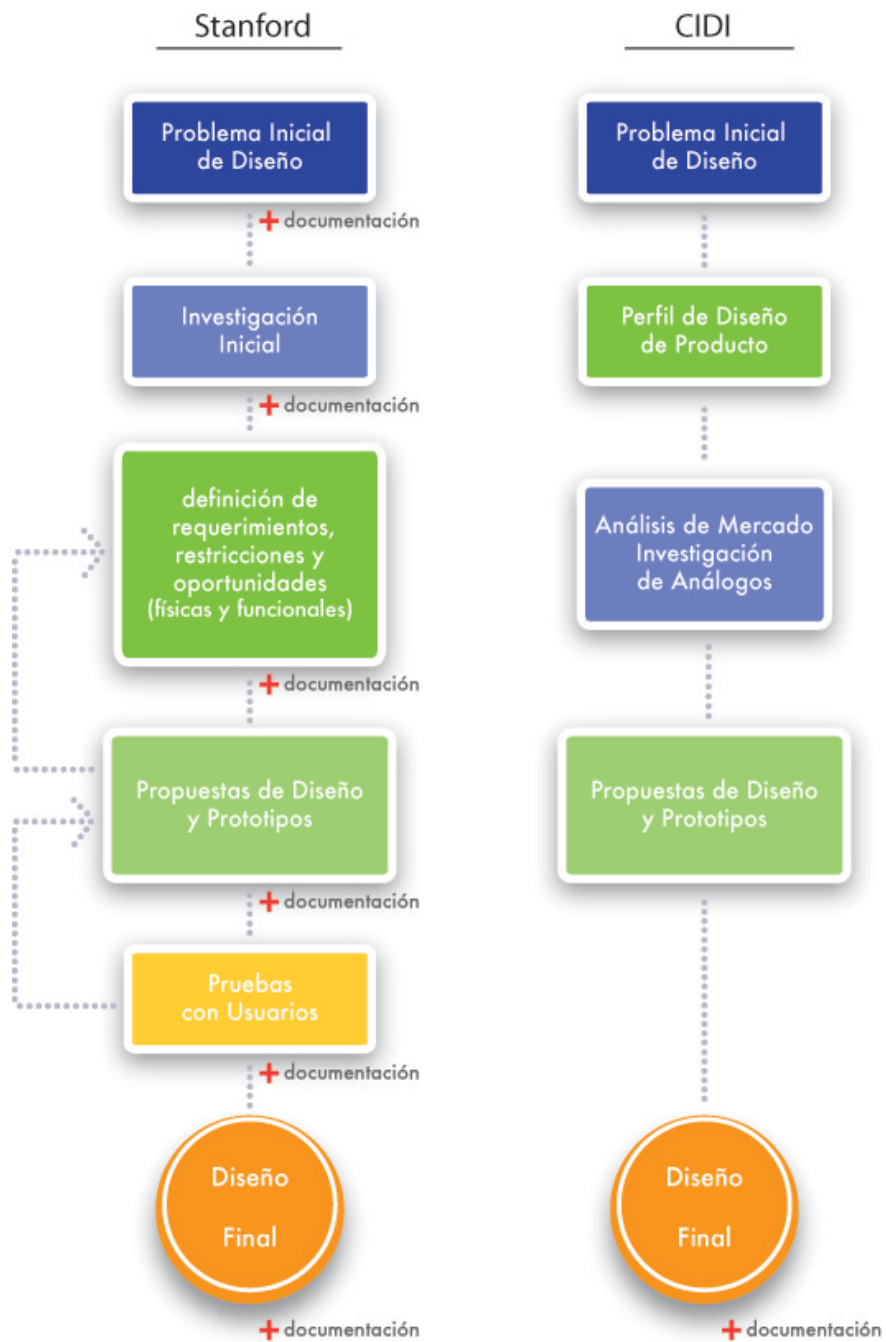 Stanford
Problema Inicial
de Diseño
+ documentación
Investigación
Inicial
+ documentación
definición de
requerimientos,
restricciones y
oportunidades
(físicas y funcionales)
+ documentación
Propuestas de Diseño
y Prototipos
+ documentación
Pruebas
con Usuarios
+ documentación
Diseño
Final
+ documentación
CIDI
Problema Inicial
de Diseño
Perfil de Diseño
de Producto
Análisis de Mercado
Investigación
de Análogos
Propuestas de Diseño
y Prototipos
Diseño
Final
+ documentación